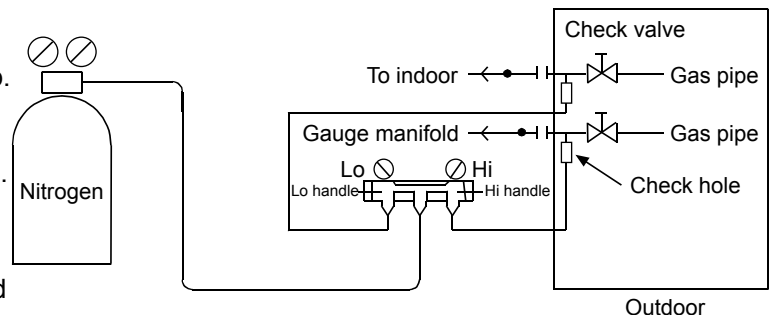 Check valve
To indoor
Gas pipe
Gauge manifold
Gas pipe
Lo
Hi
Lo handle
Hi handle
Check hole
Nitrogen
Outdoor
o.
.
d